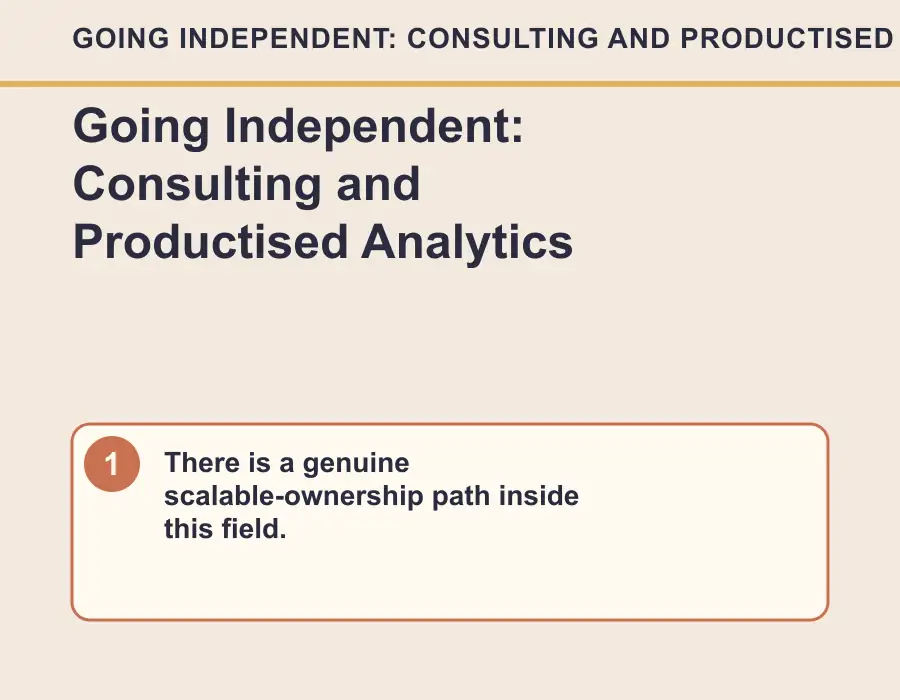 GOING INDEPENDENT: CONSULTING AND PRODUCTISED
Going Independent:
Consulting and
Productised Analytics
1
There is a genuine
scalable-ownership path inside
this field.